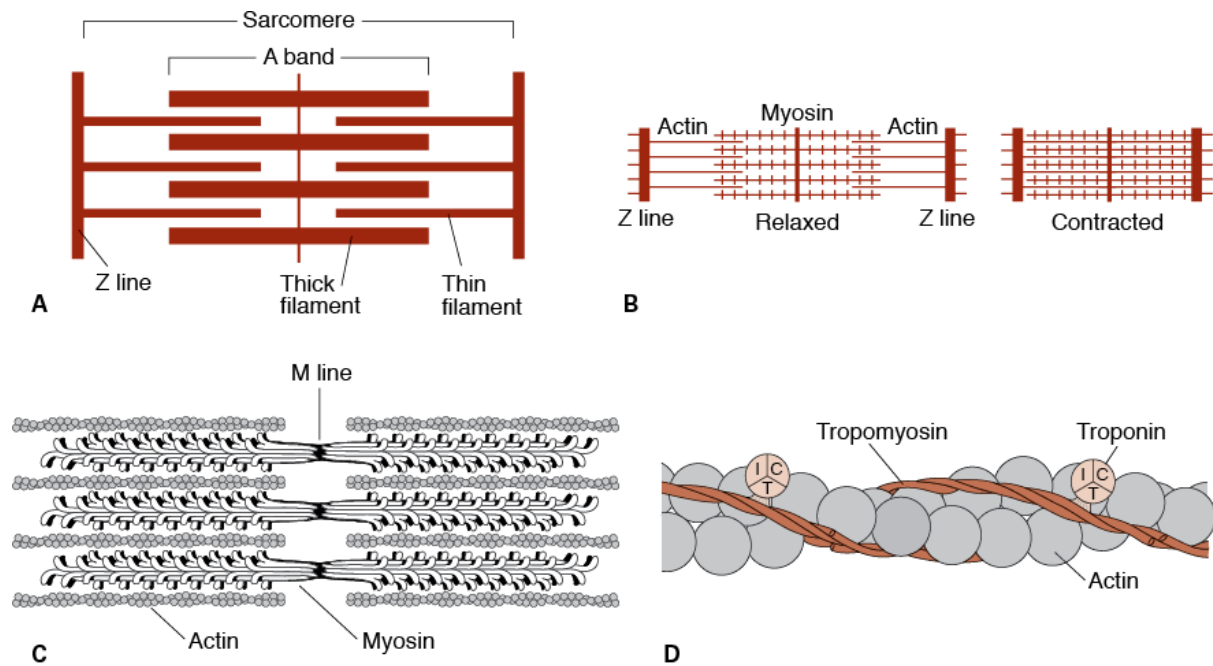 A
Sarcomere
A band
Z line
Thick
filament
Thin
filament
B
Actin
Myosin
Actin
Z line
Relaxed
Z line
Contracted
C
M line
Actin
Myosin
D
Tropomyosin
Troponin
I C
T
I C
T
Actin